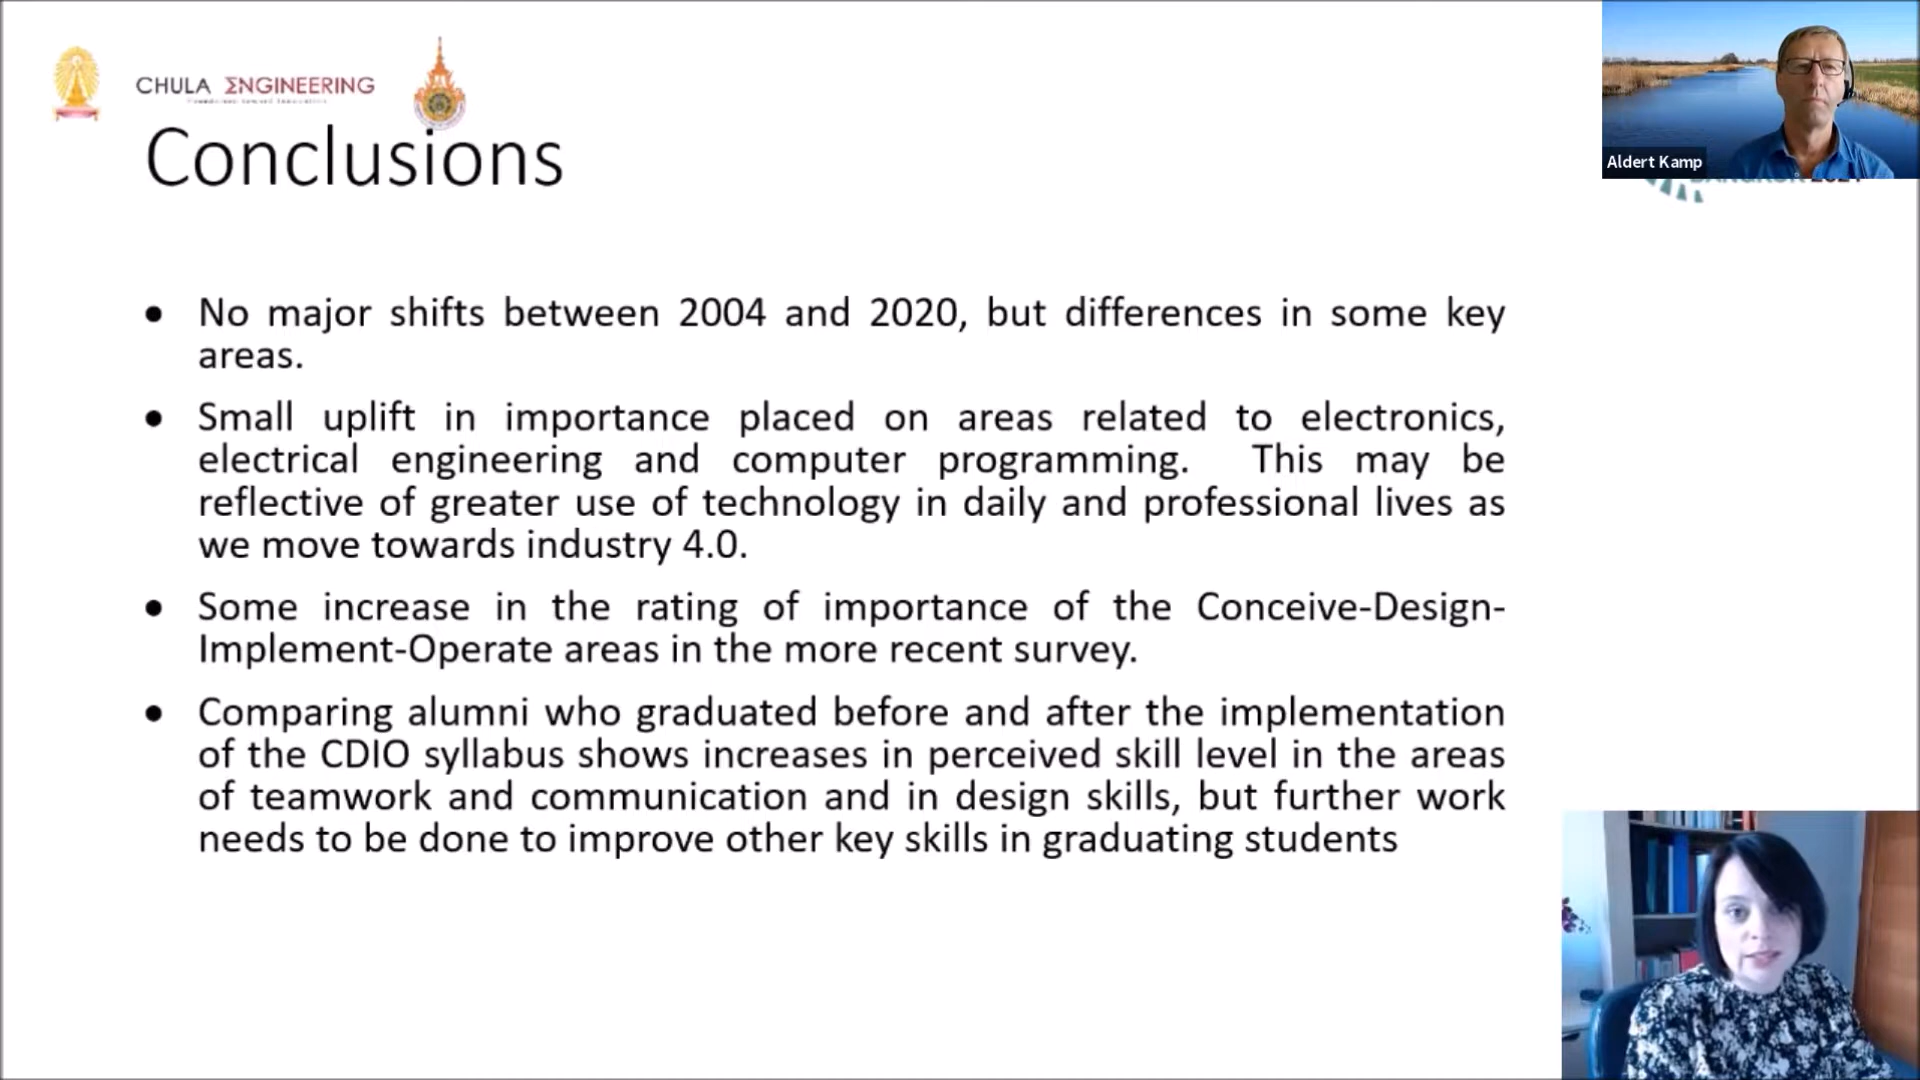 CHULA ΣNGINEERING
Conclusions
Aldert Kamp
• No major shifts between 2004 and 2020, but differences in some key
areas.
• Small uplift in importance placed on areas related to electronics,
electrical engineering and computer programming. This may be
reflective of greater use of technology in daily and professional lives as
we move towards industry 4.0.
• Some increase in the rating of importance of the Conceive-Design-
Implement-Operate areas in the more recent survey.
• Comparing alumni who graduated before and after the implementation
of the CDIO syllabus shows increases in perceived skill level in the areas
of teamwork and communication and in design skills, but further work
needs to be done to improve other key skills in graduating students